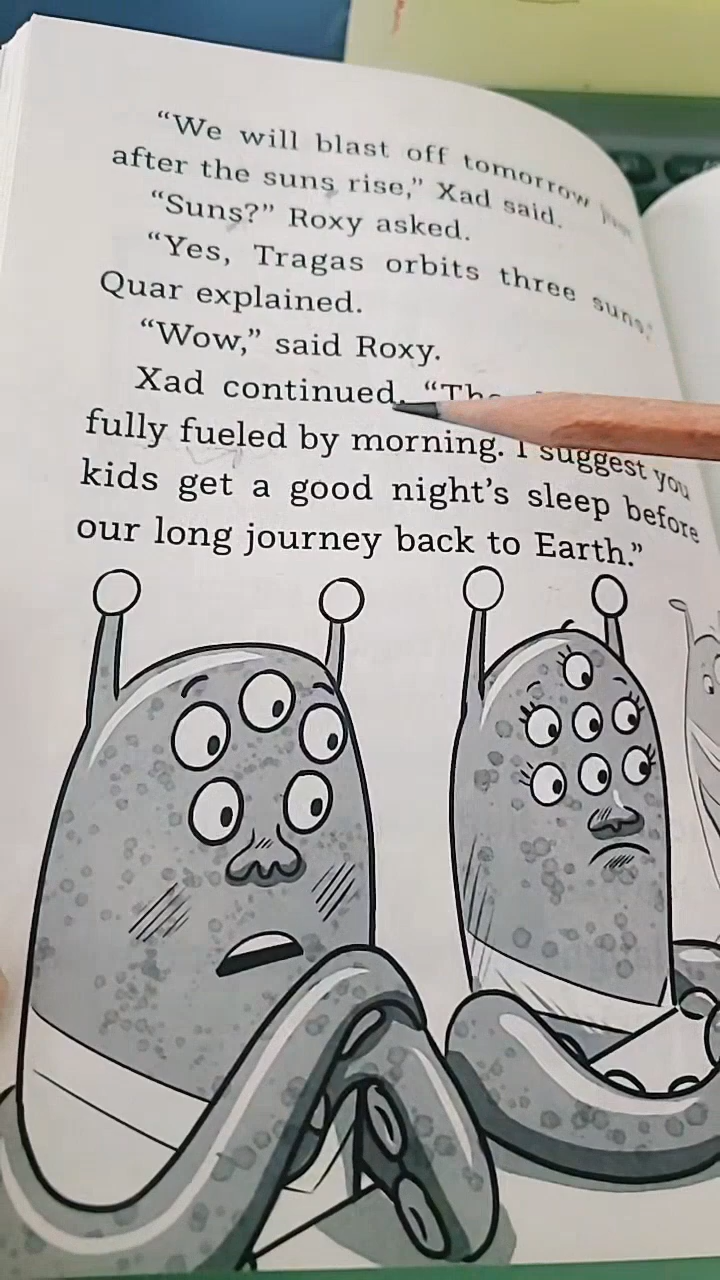 “We will blast off tomorrow
after the suns rise,” Xad said.
“Suns?” Roxy asked.
“Yes, Tragas orbits three suns,”
Quar explained.
“Wow,” said Roxy.
Xad continued. “The
fully fueled by morning. I suggest you
kids get a good night’s sleep before
our long journey back to Earth.”